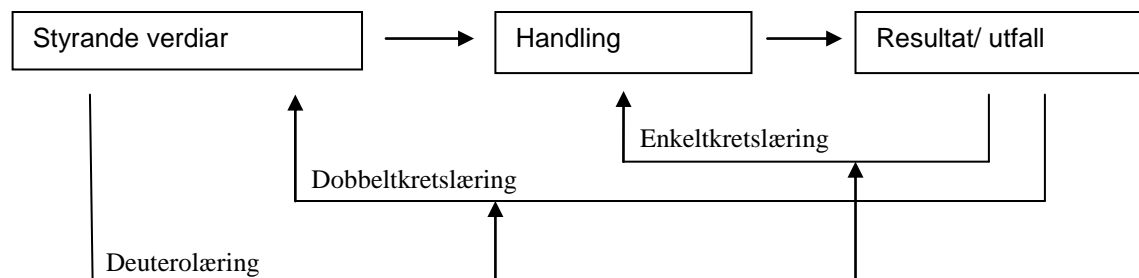 Styrande verdiar
Handling
Resultat/ utfall
Enkeltkretslæring
Dobbeltkretslæring
Deuterolæring